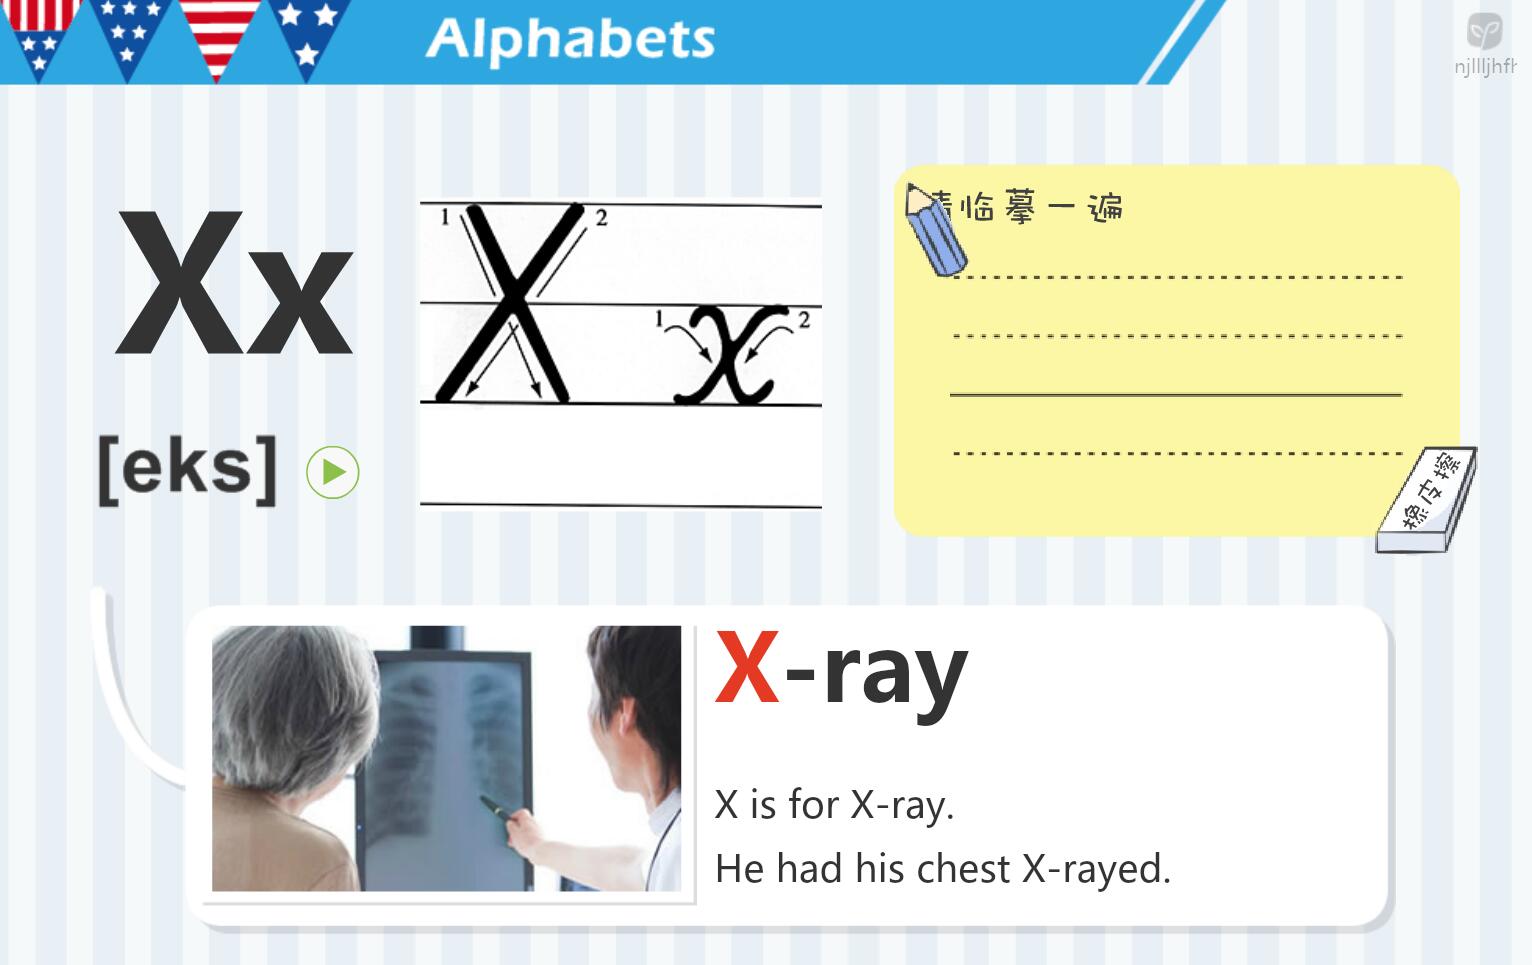 Alphabets
njllljhfh
Xx
1 2
1 2
请临摹一遍
[eks]
橡皮擦
X-ray
X is for X-ray.
He had his chest X-rayed.